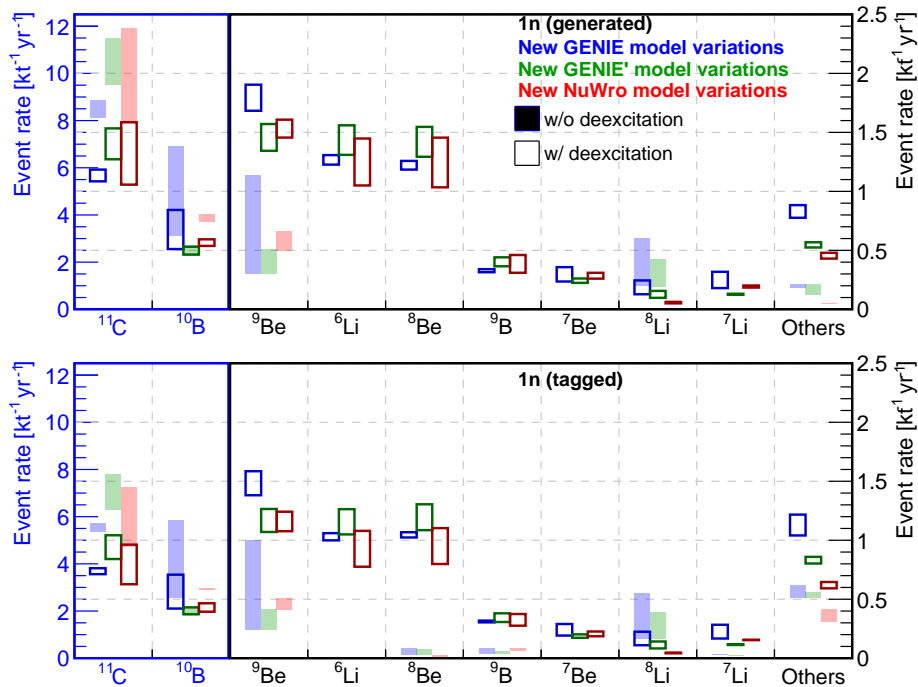 1n (generated)
New GENIE model variations
New GENIE' model variations
New NuWro model variations
w/o deexcitation
w/ deexcitation
Event rate [kt⁻¹ yr⁻¹]
12
10
8
6
4
2
0
2.5
2
1.5
1
0.5
0
Event rate [kt⁻¹ yr⁻¹]
¹¹C ¹⁰B ⁹Be ⁶Li ⁸Be ⁹B ⁷Be ⁸Li ⁷Li Others
1n (tagged)
Event rate [kt⁻¹ yr⁻¹]
12
10
8
6
4
2
0
2.5
2
1.5
1
0.5
0
Event rate [kt⁻¹ yr⁻¹]
¹¹C ¹⁰B ⁹Be ⁶Li ⁸Be ⁹B ⁷Be ⁸Li ⁷Li Others